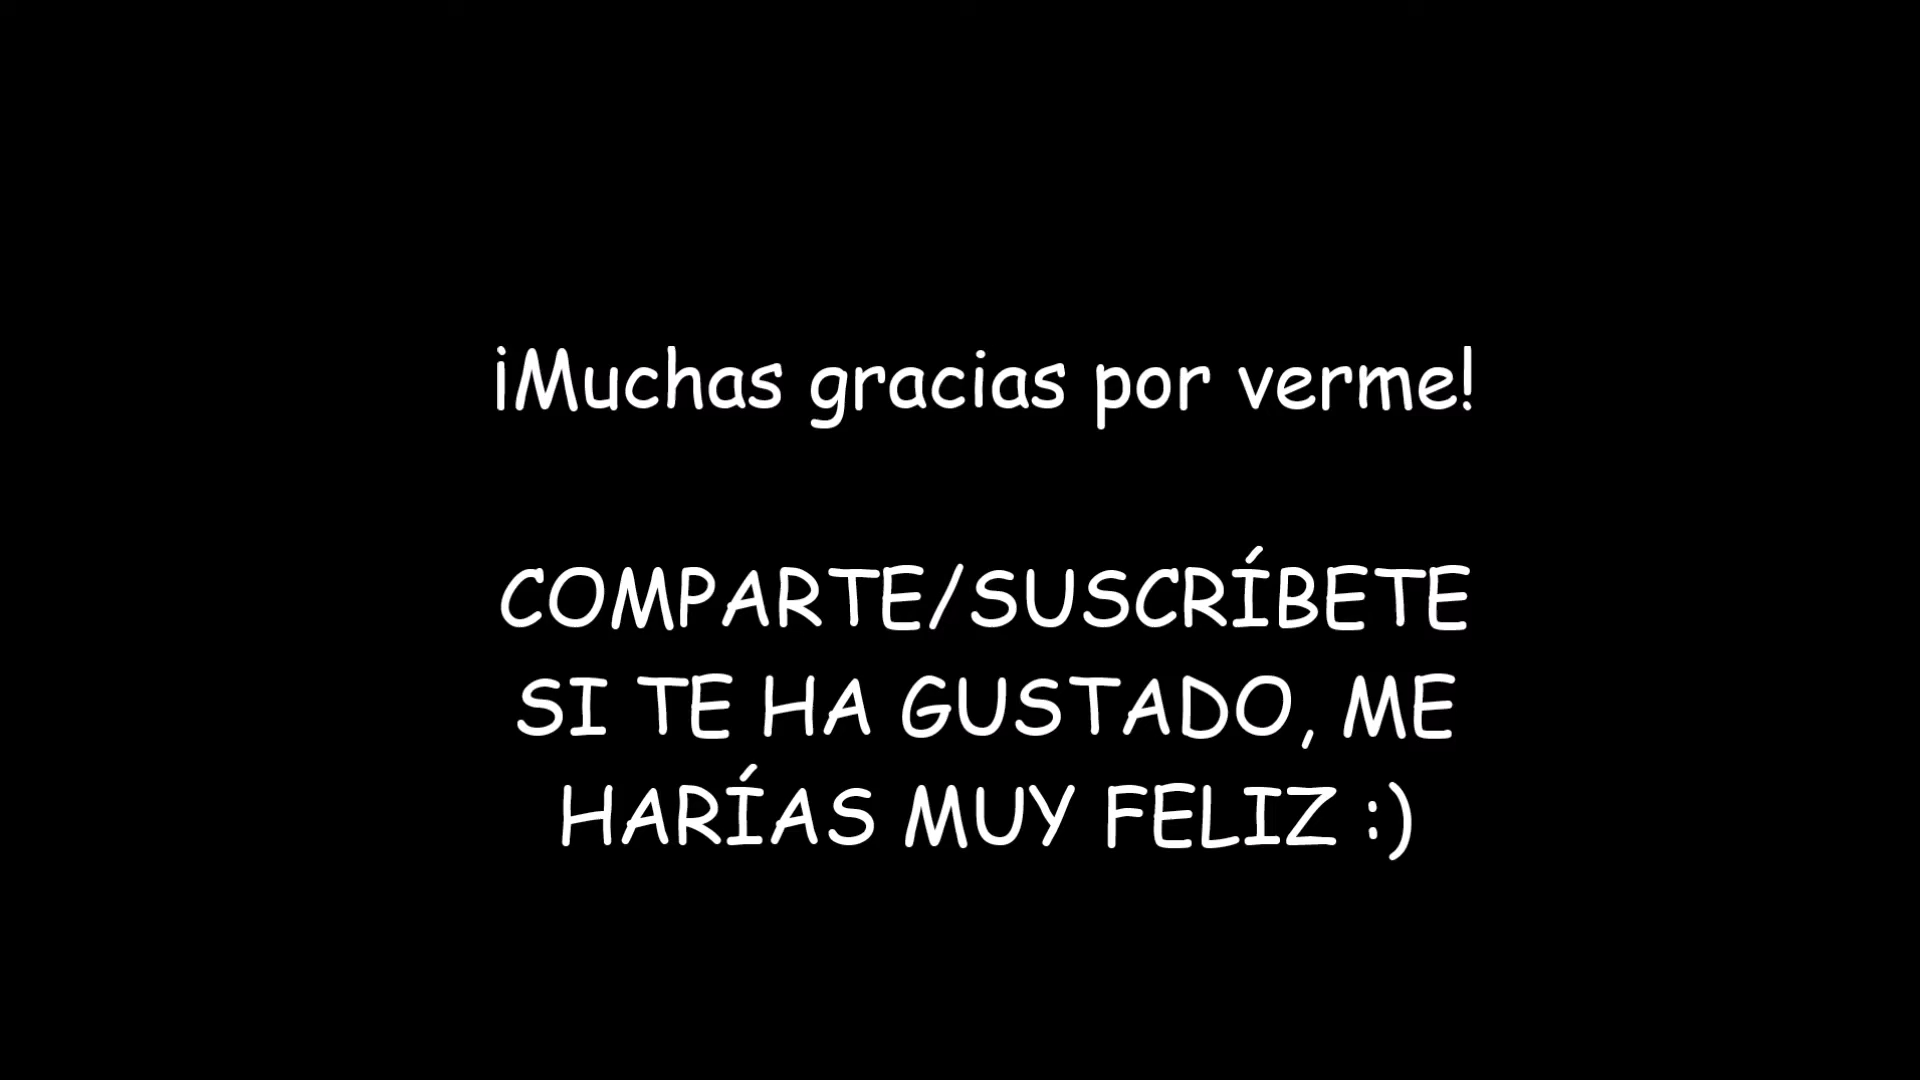 ¡Muchas gracias por verme!
COMPARTE/SUSCRÍBETE
SI TE HA GUSTADO, ME
HARÍAS MUY FELIZ :)